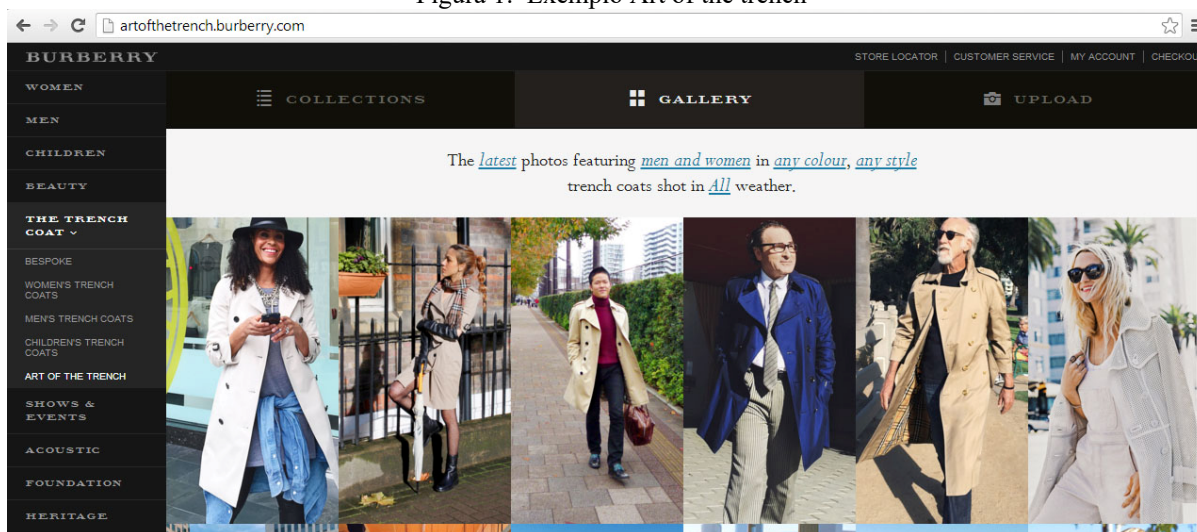 Figura 1: Exemplo Art of the trench
artofthetrench.burberry.com
BURBERRY
STORE LOCATOR | CUSTOMER SERVICE | MY ACCOUNT |
WOMEN
MEN
CHILDREN
BEAUTY
THE TRENCH
COAT
BESPOKE
WOMEN'S TRENCH
COATS
MEN'S TRENCH COATS
CHILDREN'S TRENCH
COATS
ART OF THE TRENCH
SHOWS &
EVENTS
ACOUSTIC
FOUNDATION
HERITAGE
COLLECTIONS
GALLERY
UPLOAD
The latest photos featuring men and women in any colour, any style
trench coats shot in All weather.